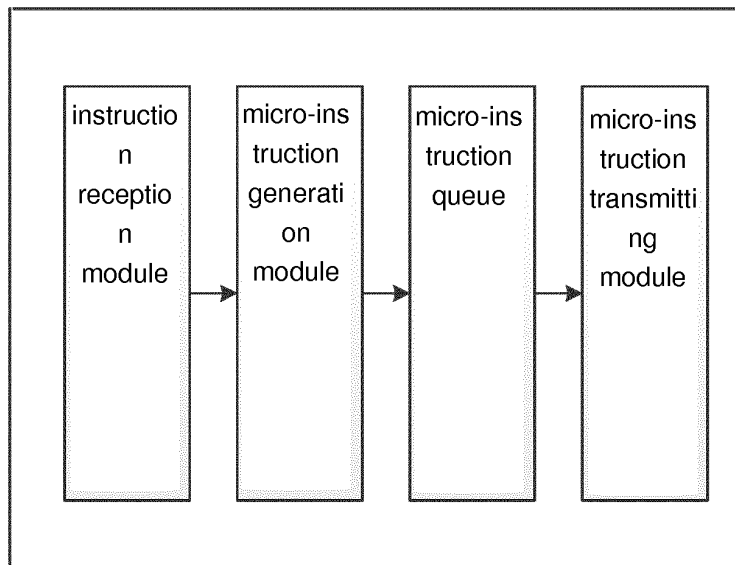 instructio
n
receptio
n
module
micro-ins
truction
generati
on
module
micro-ins
truction
queue
micro-ins
truction
transmitti
ng
module